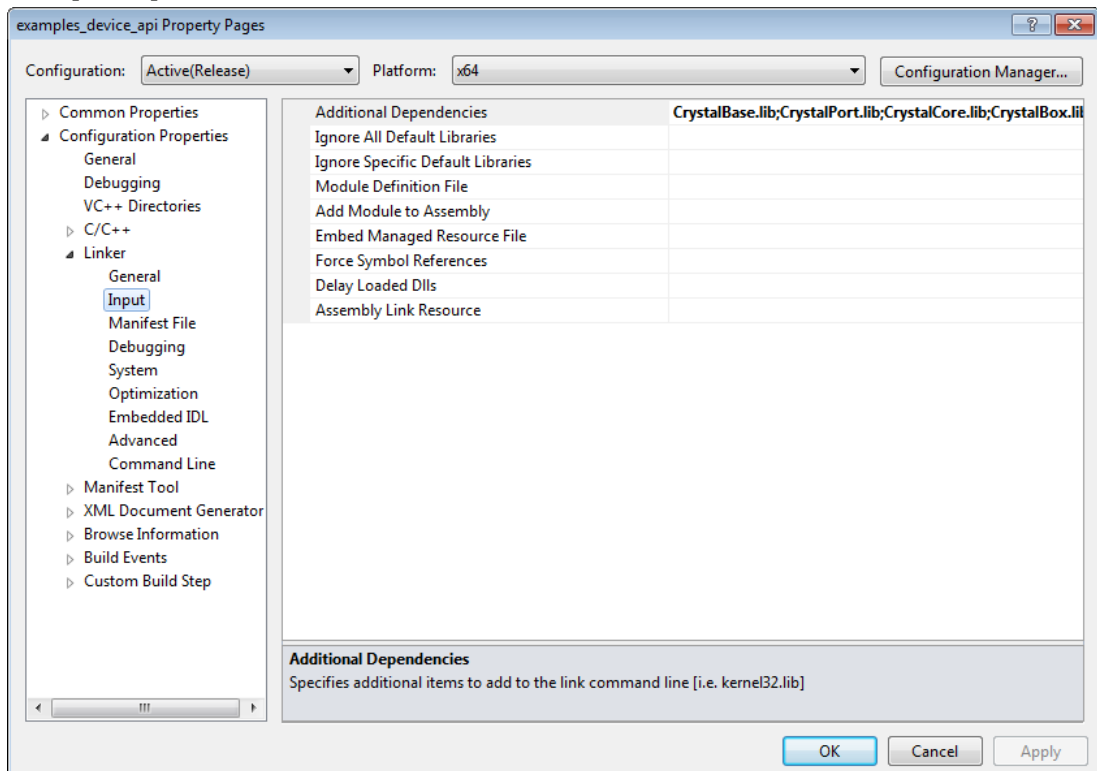 examples_device_api Property Pages
Configuration: Active(Release) Platform: x64 Configuration Manager...
Common Properties
Configuration Properties
General
Debugging
VC++ Directories
C/C++
Linker
General
Input
Manifest File
Debugging
System
Optimization
Embedded IDL
Advanced
Command Line
Manifest Tool
XML Document Generator
Browse Information
Build Events
Custom Build Step
Additional Dependencies CrystalBase.lib;CrystalPort.lib;CrystalCore.lib;CrystalBox.lib
Ignore All Default Libraries
Ignore Specific Default Libraries
Module Definition File
Add Module to Assembly
Embed Managed Resource File
Force Symbol References
Delay Loaded Dlls
Assembly Link Resource
Additional Dependencies
Specifies additional items to add to the link command line [i.e. kernel32.lib]
OK Cancel Apply